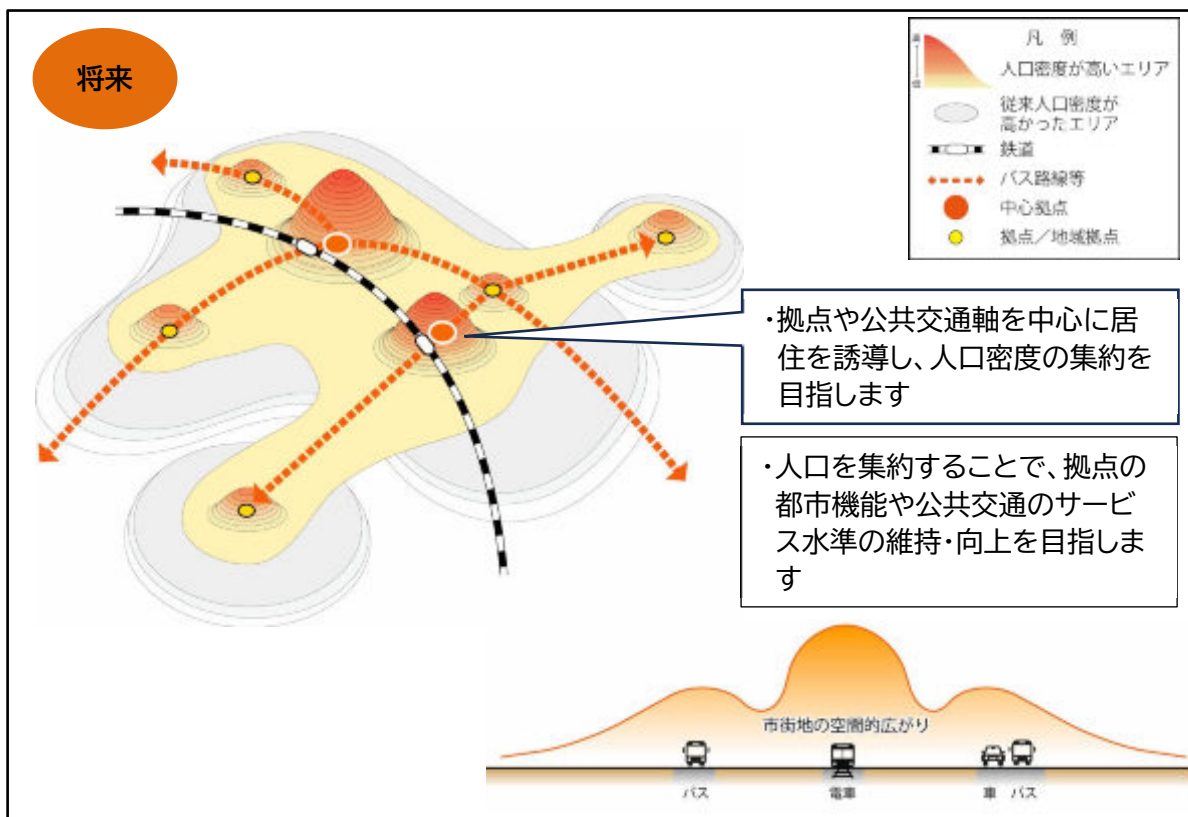 将来
凡 例
高
低
人口密度が高いエリア
従来人口密度が
高かったエリア
鉄道
バス路線等
中心拠点
拠点／地域拠点
・拠点や公共交通軸を中心に居
住を誘導し、人口密度の集約を
目指します
・人口を集約することで、拠点の
都市機能や公共交通のサービ
ス水準の維持・向上を目指しま
す
市街地の空間的広がり
バス
電車
車 バス